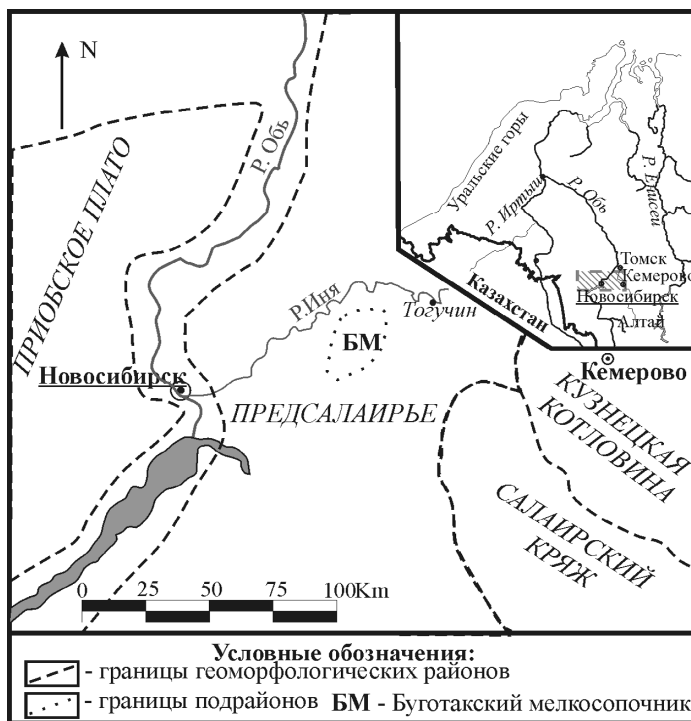 N
Р. Обь
ПРИОБСКОЕ ПЛАТО
Уральские горы
Р. Иртыш
Р. Обь
Р. Енисей
Томск
Кемерово
Новосибирск
Алтай
Казахстан
Р.Иня
Тогучин
БМ
Новосибирск
Кемерово
ПРЕДСАЛАИРЬЕ
КУЗНЕЦКАЯ
КОТЛОВИНА
САЛАИРСКИЙ
КРЯЖ
0 25 50 75 100Km
Условные обозначения:
- границы геоморфологических районов
- границы подрайонов БМ - Буготакский мелкосопочник